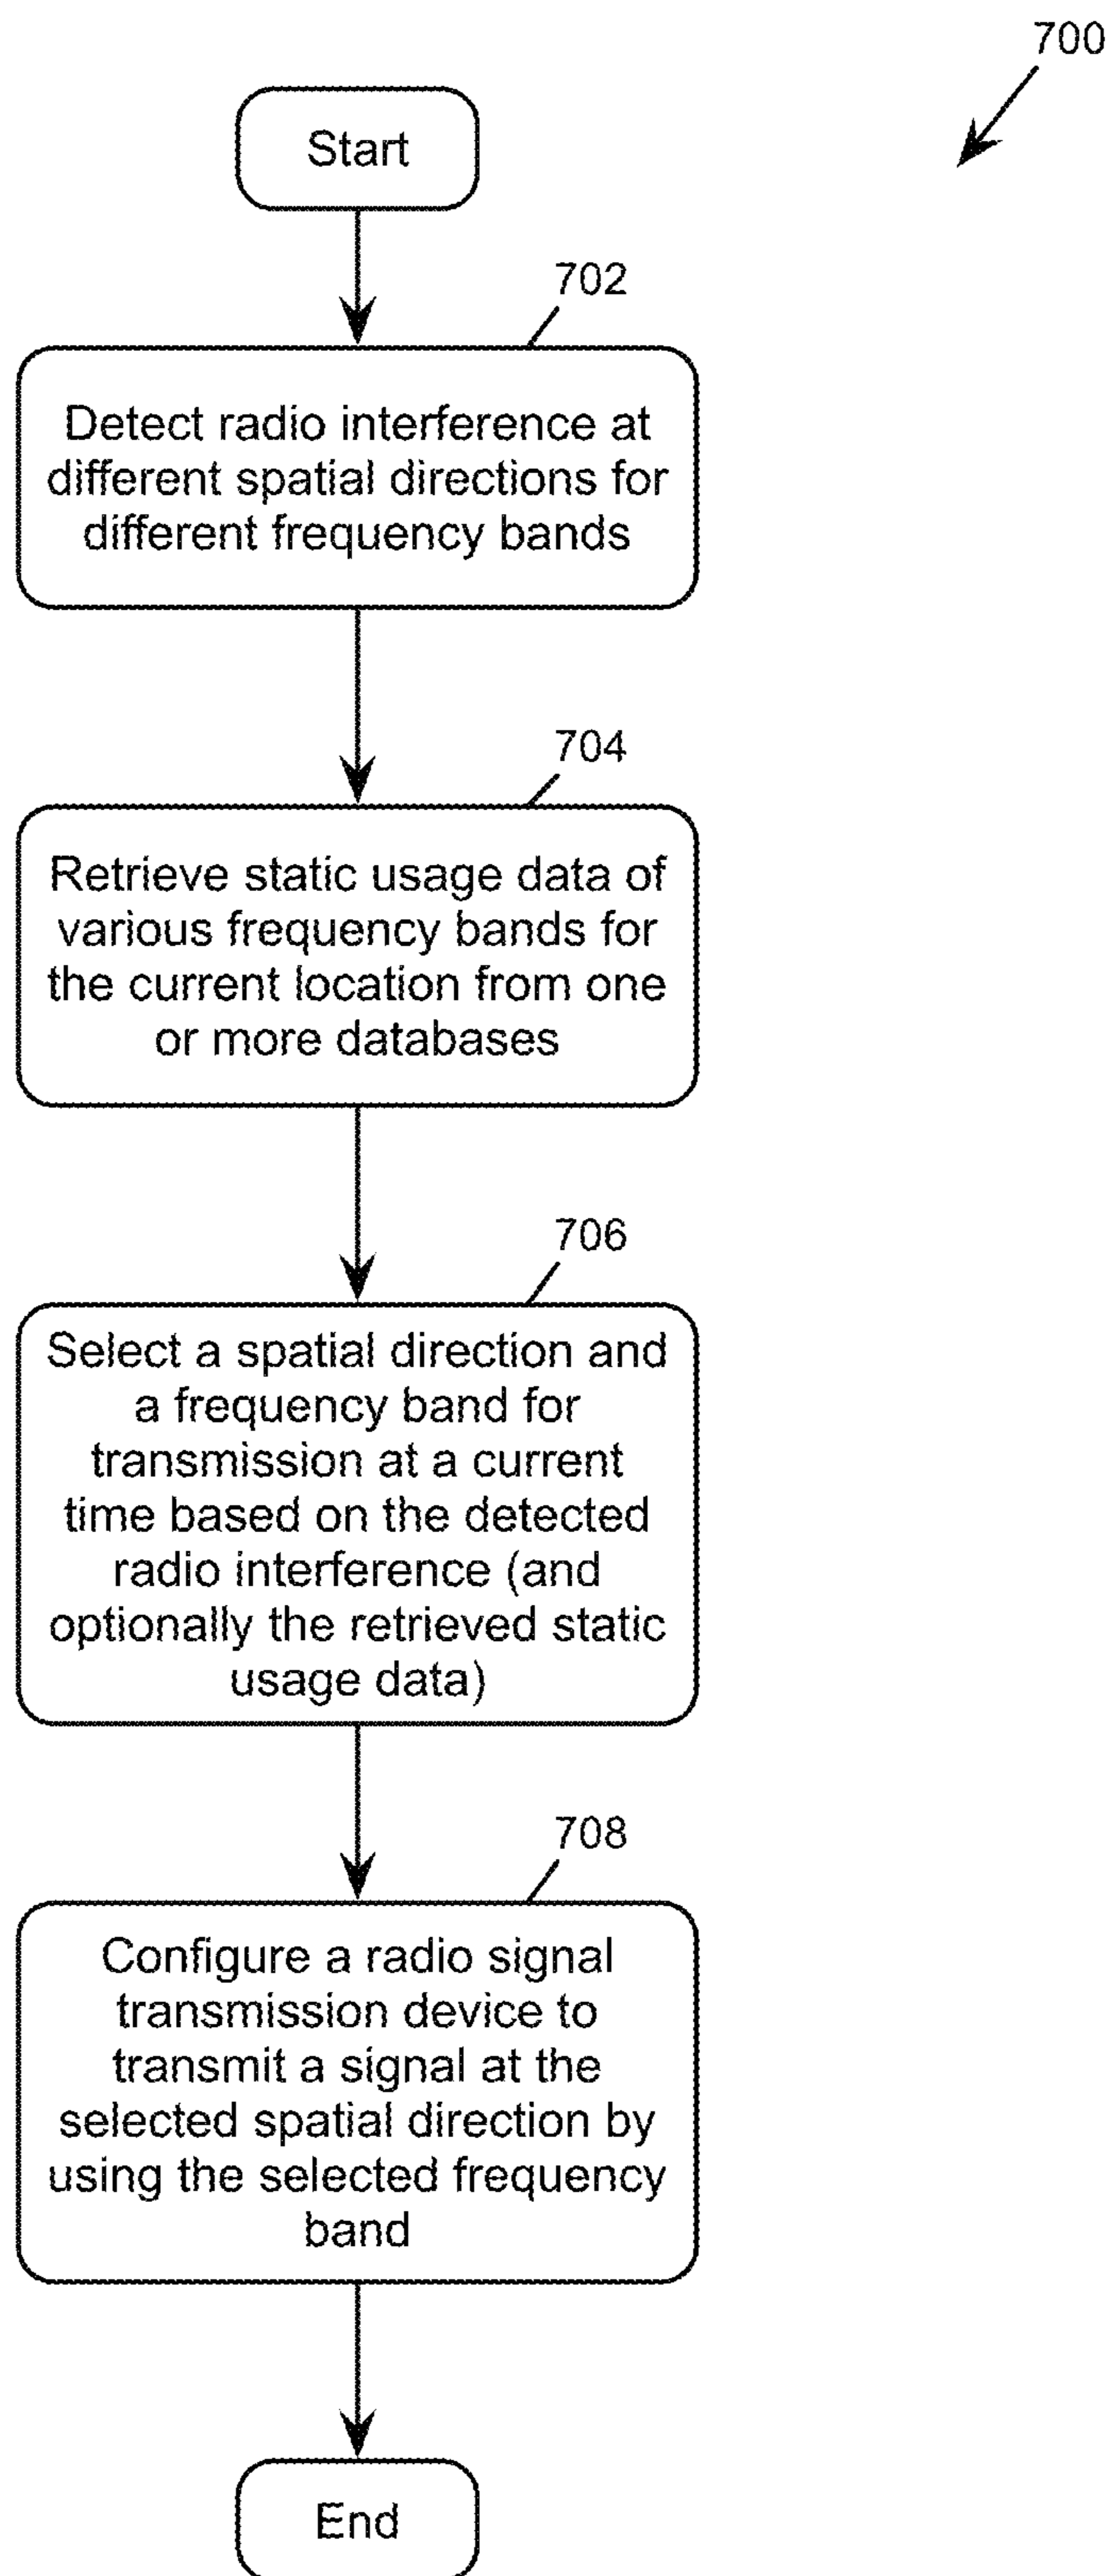 700
Start
702
Detect radio interference at
different spatial directions for
different frequency bands
704
Retrieve static usage data of
various frequency bands for
the current location from one
or more databases
706
Select a spatial direction and
a frequency band for
transmission at a current
time based on the detected
radio interference (and
optionally the retrieved static
usage data)
708
Configure a radio signal
transmission device to
transmit a signal at the
selected spatial direction by
using the selected frequency
band
End